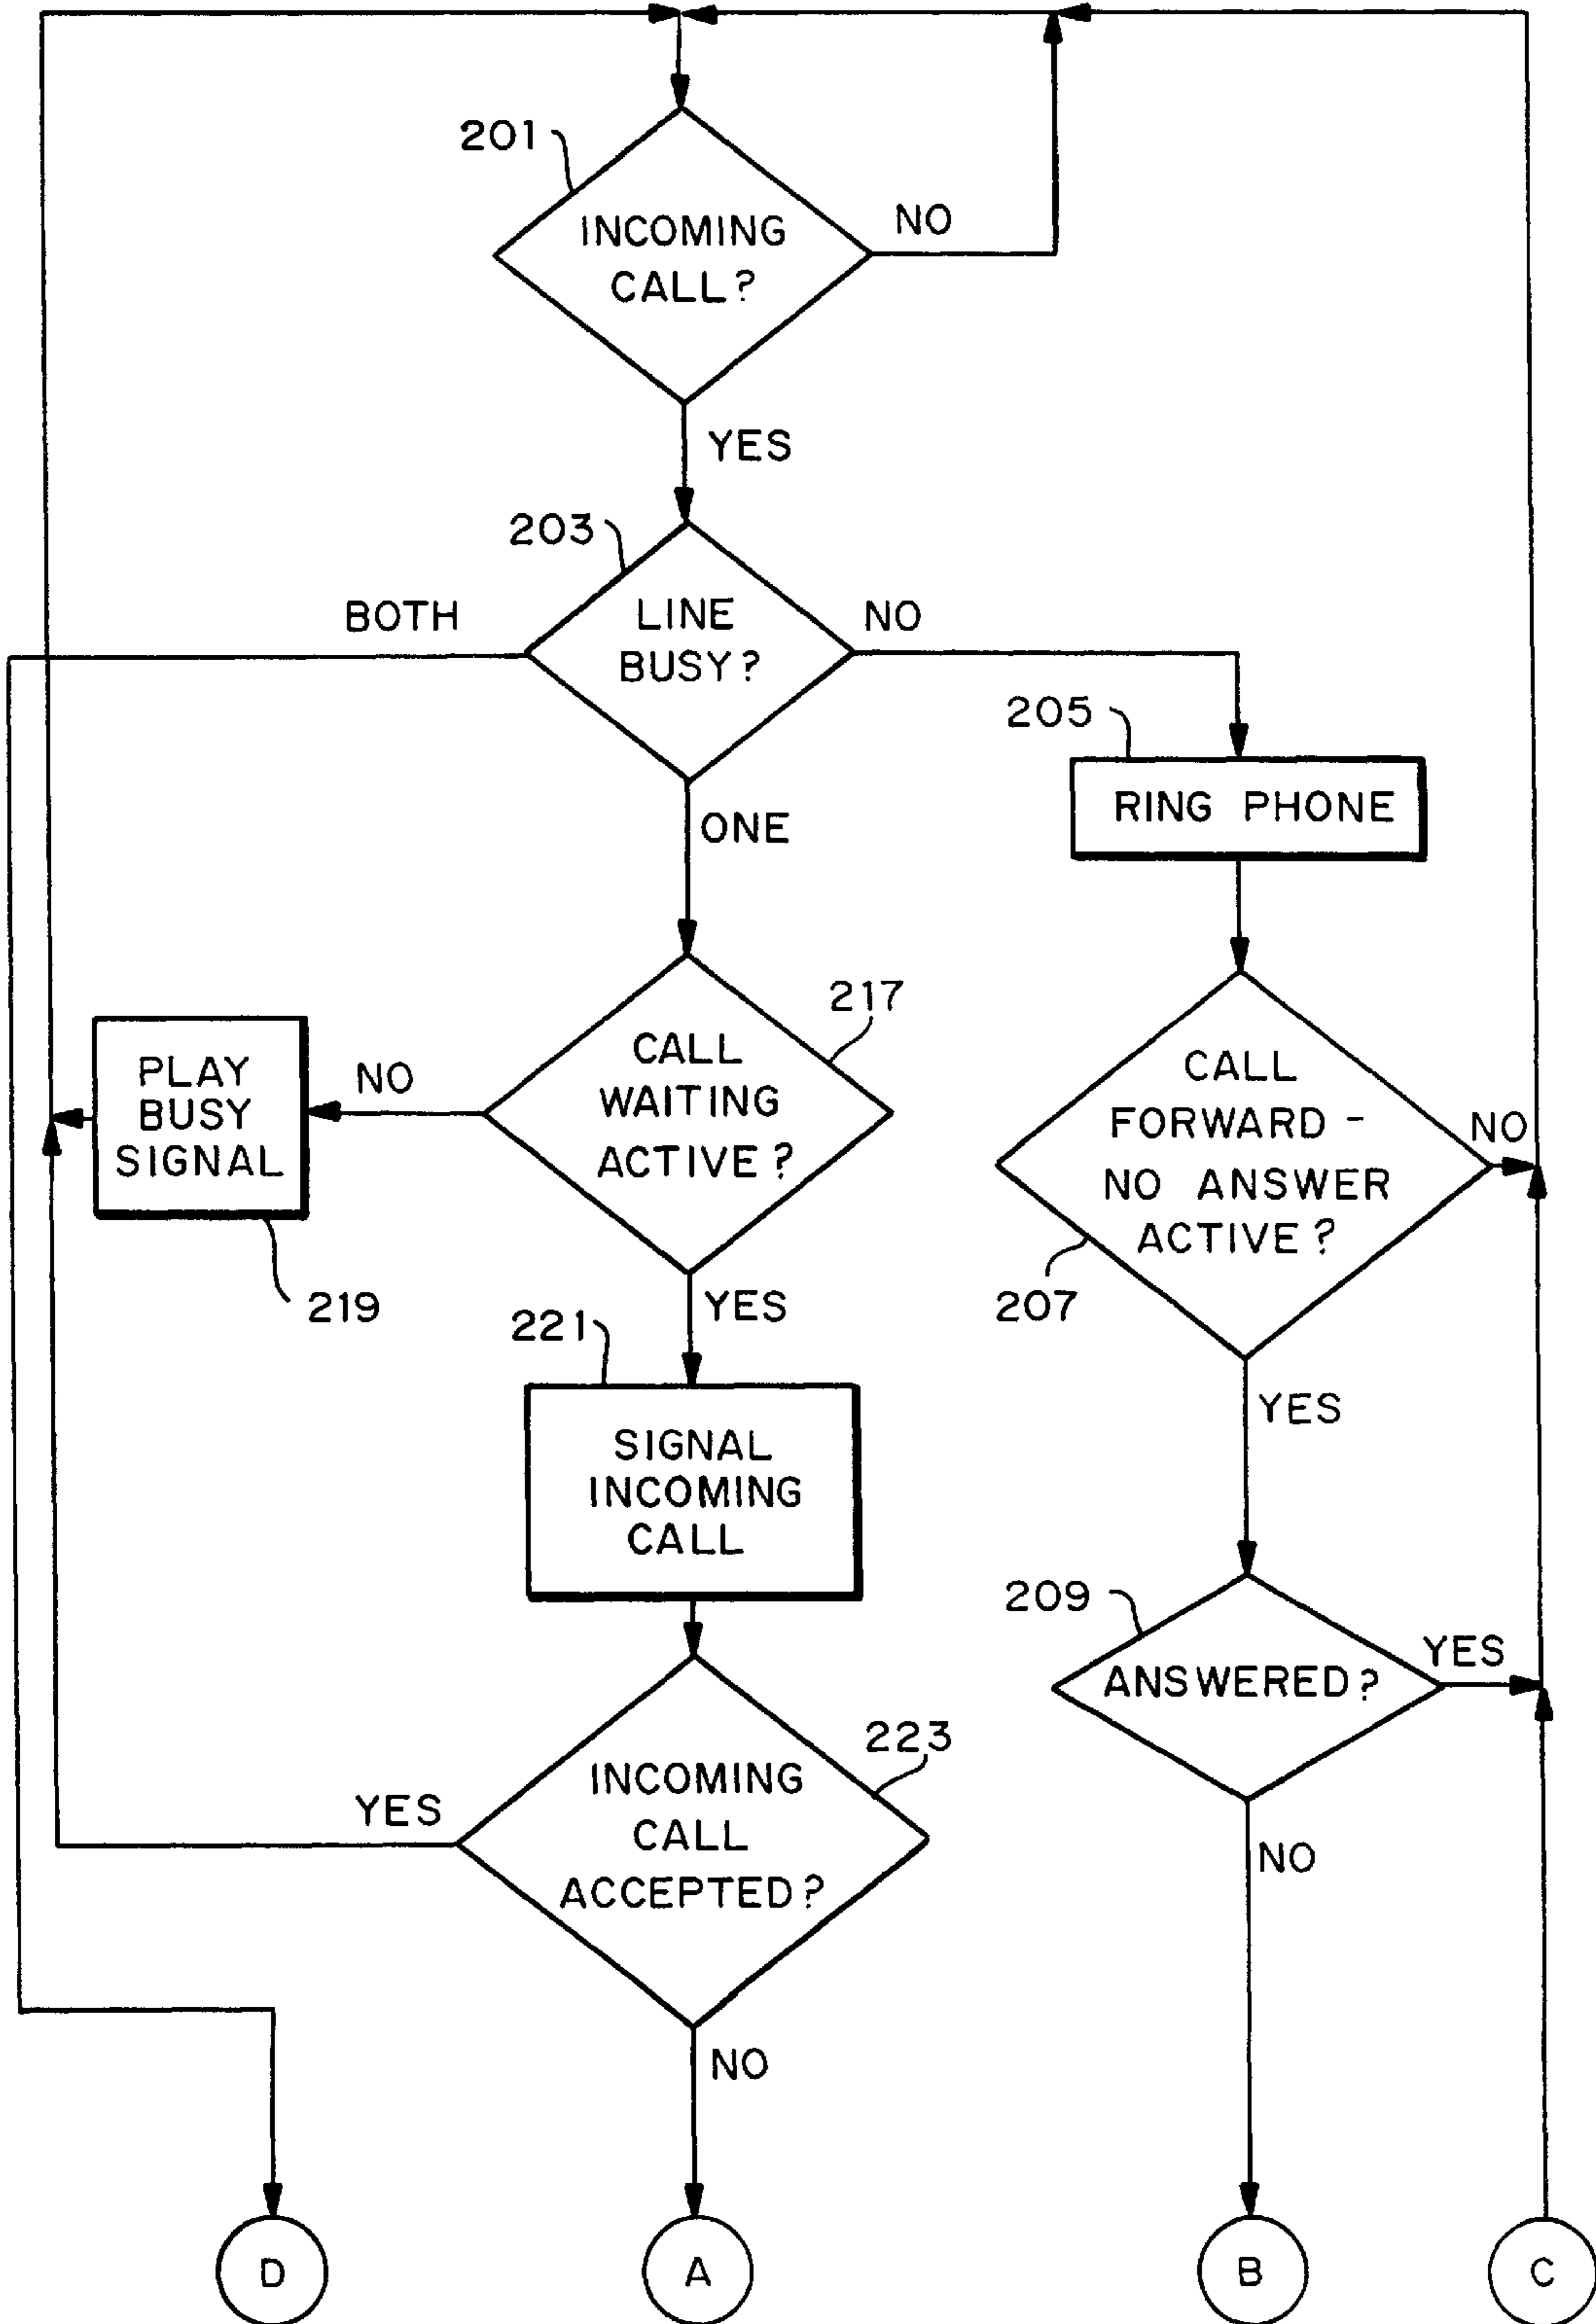 201
INCOMING
CALL?
NO
YES
203
BOTH
LINE
BUSY?
NO
205
RING PHONE
ONE
217
CALL
WAITING
ACTIVE?
NO
PLAY
BUSY
SIGNAL
219
CALL
FORWARD -
NO ANSWER
ACTIVE?
NO
207
YES
YES
221
SIGNAL
INCOMING
CALL
209
ANSWERED?
YES
223
INCOMING
CALL
ACCEPTED?
YES
NO
NO
D
A
B
C